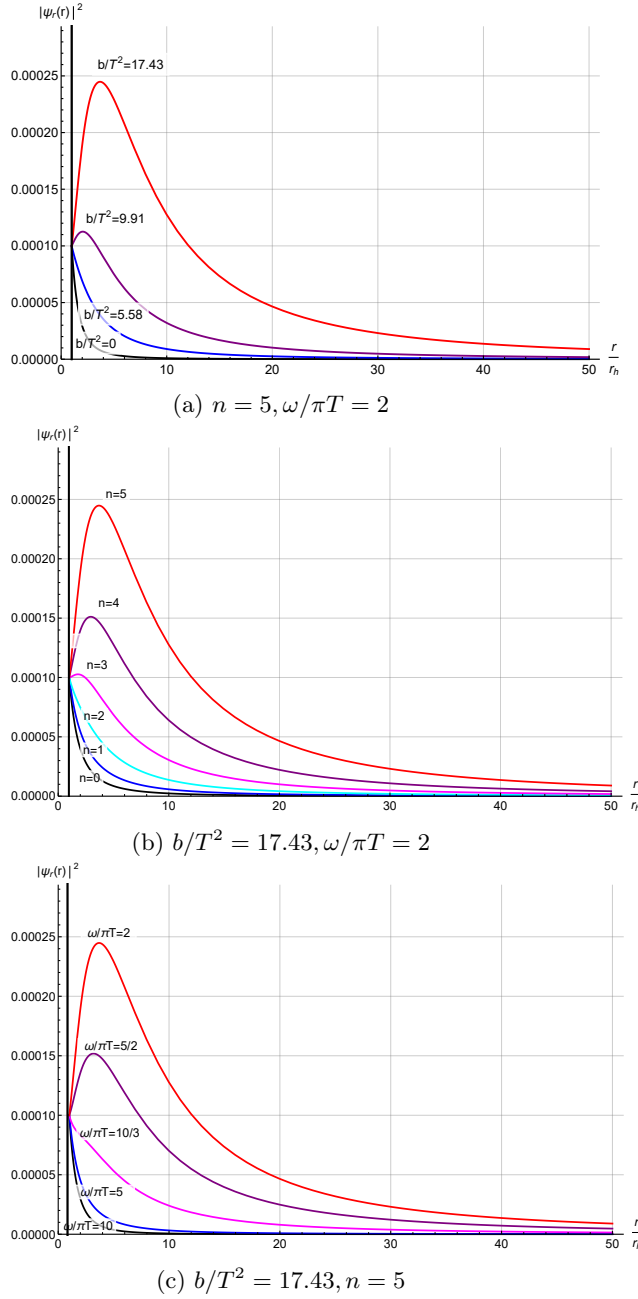 |ψr(r)|²
b/T²=17.43
0.00025
0.00020
0.00015
b/T²=9.91
0.00010
0.00005
b/T²=5.58
b/T²=0
0.00000
0 10 20 30 40 50
r
rh
(a) n = 5, ω/πT = 2
|ψr(r)|²
0.00025
n=5
0.00020
0.00015
n=4
n=3
0.00010
n=2
0.00005
n=1
n=0
0.00000
0 10 20 30 40 50
r
rh
(b) b/T² = 17.43, ω/πT = 2
|ψr(r)|²
ω/πT=2
0.00025
0.00020
0.00015
ω/πT=5/2
0.00010
ω/πT=10/3
0.00005
ω/πT=5
ω/πT=10
0.00000
0 10 20 30 40 50
r
rh
(c) b/T² = 17.43, n = 5